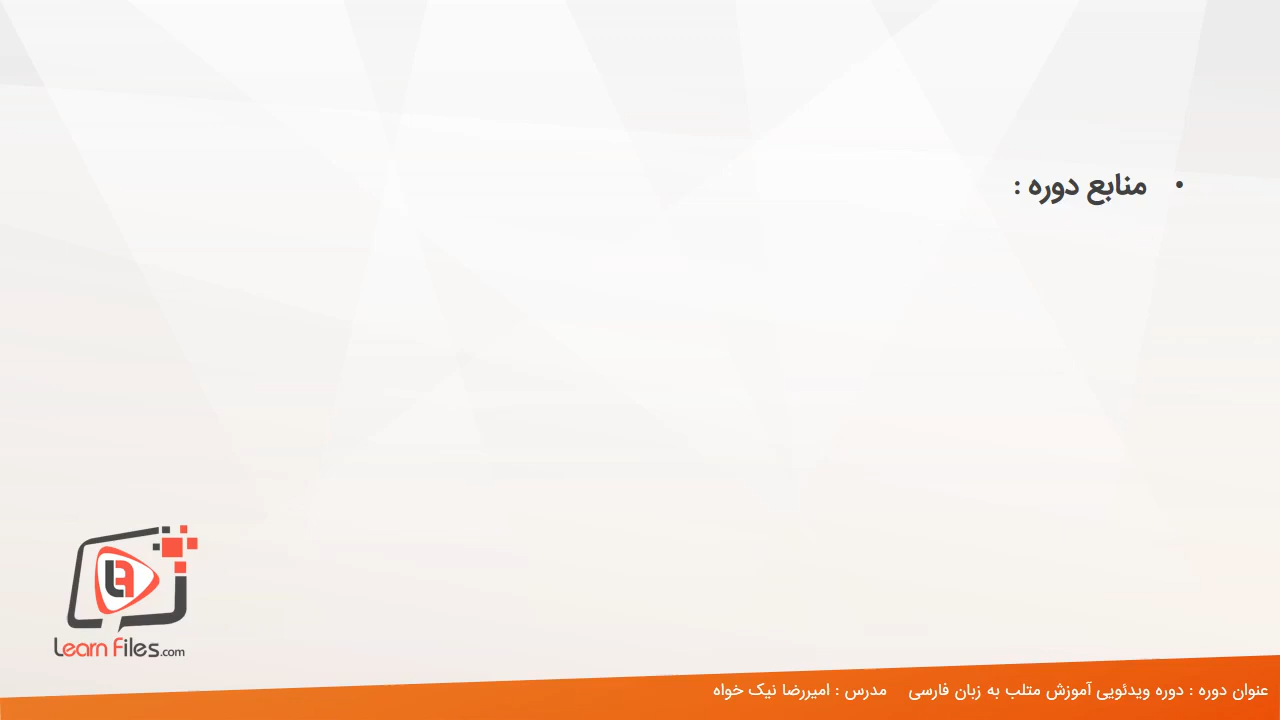 • منابع دوره :
Learn Files.com
عنوان دوره : دوره ویدئویی آموزش متلب به زبان فارسی    مدرس : امیررضا نیک خواه